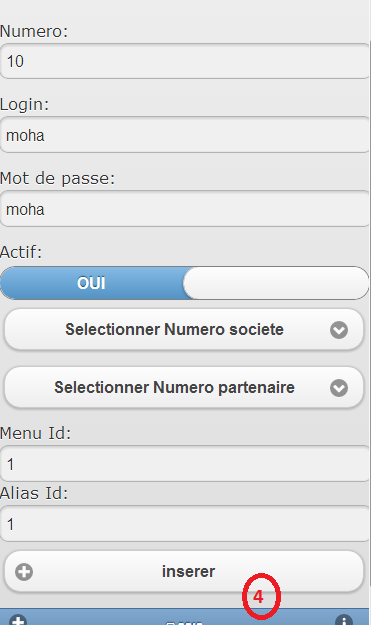 Numero:
10
Login:
moha
Mot de passe:
moha
Actif:
OUI
Selectionner Numero societe
Selectionner Numero partenaire
Menu Id:
1
Alias Id:
1
inserer
4